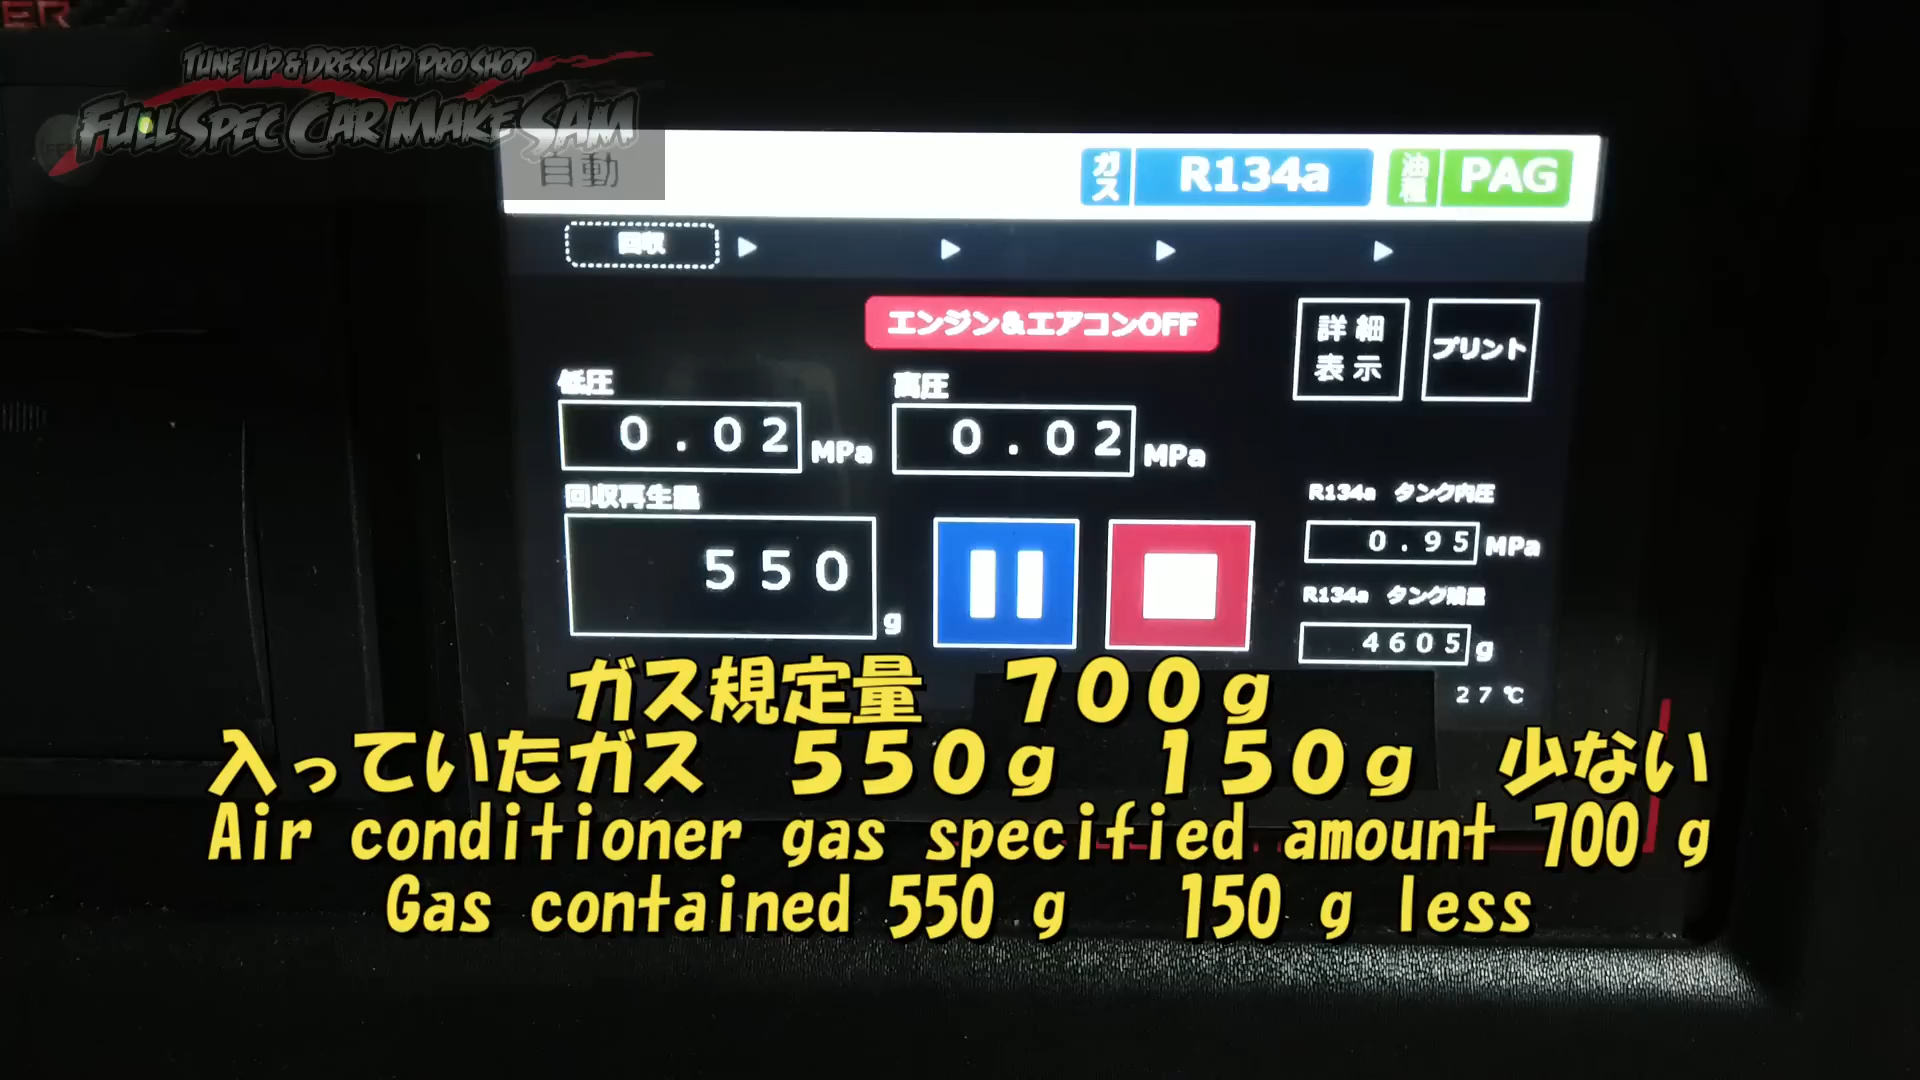 ER
TUNE UP & DRESS UP PRO SHOP
FULL SPEC CAR MAKE SAM
自動
ガス R134a 油種 PAG
回収
エンジン&エアコンOFF
詳細表示 プリント
低圧 高圧
0.02 MPa 0.02 MPa
回収再生量
550 g
R134a タンク内圧
0.95 MPa
R134a タンク残量
4605 g
27℃
ガス規定量 700g
入っていたガス 550g 150g 少ない
Air conditioner gas specified amount 700 g
Gas contained 550 g 150 g less